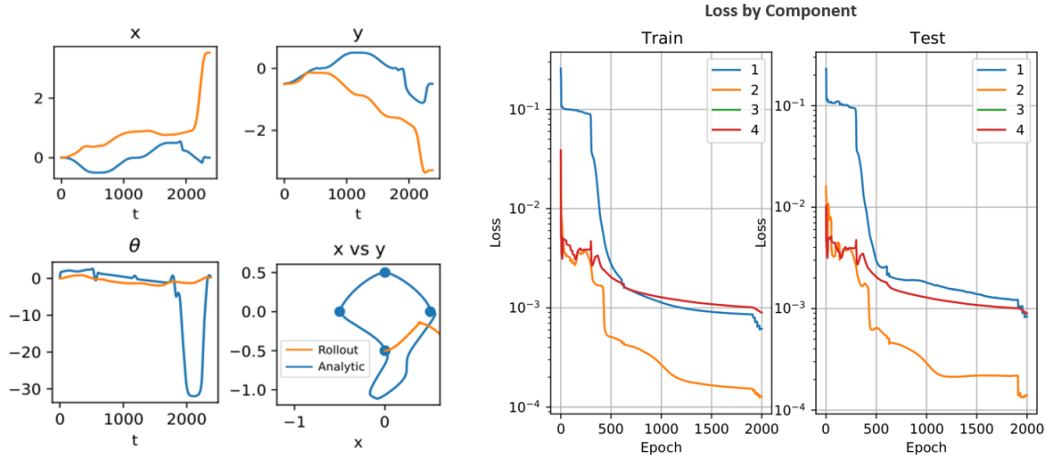 Loss by Component
x
2
0
0
1000
2000
t
y
0
−2
0
1000
2000
t
θ
0
−10
−20
−30
0
1000
2000
t
x vs y
0.5
0.0
−0.5
−1.0
Rollout
Analytic
−1
0
x
Train
10⁻¹
10⁻²
10⁻³
10⁻⁴
Loss
1
2
3
4
0
500
1000
1500
2000
Epoch
Test
10⁻¹
10⁻²
10⁻³
10⁻⁴
Loss
1
2
3
4
0
500
1000
1500
2000
Epoch